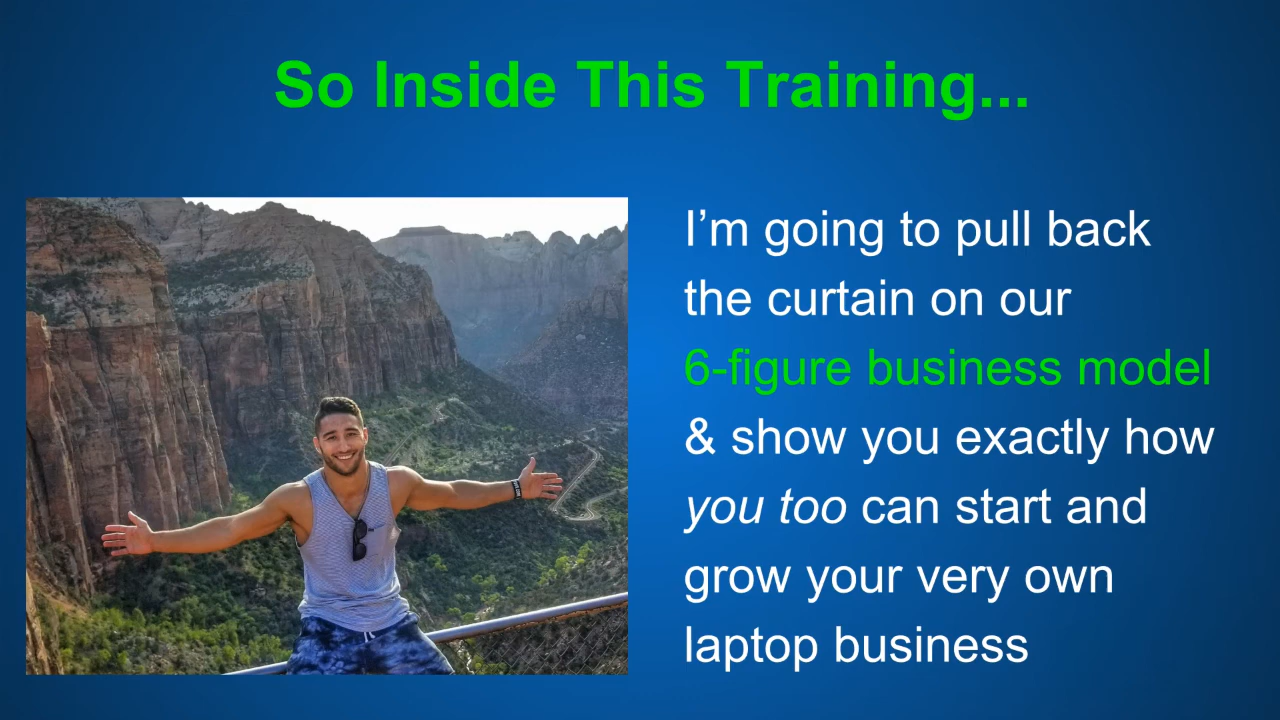 So Inside This Training...
I’m going to pull back
the curtain on our
6-figure business model
& show you exactly how
you too can start and
grow your very own
laptop business